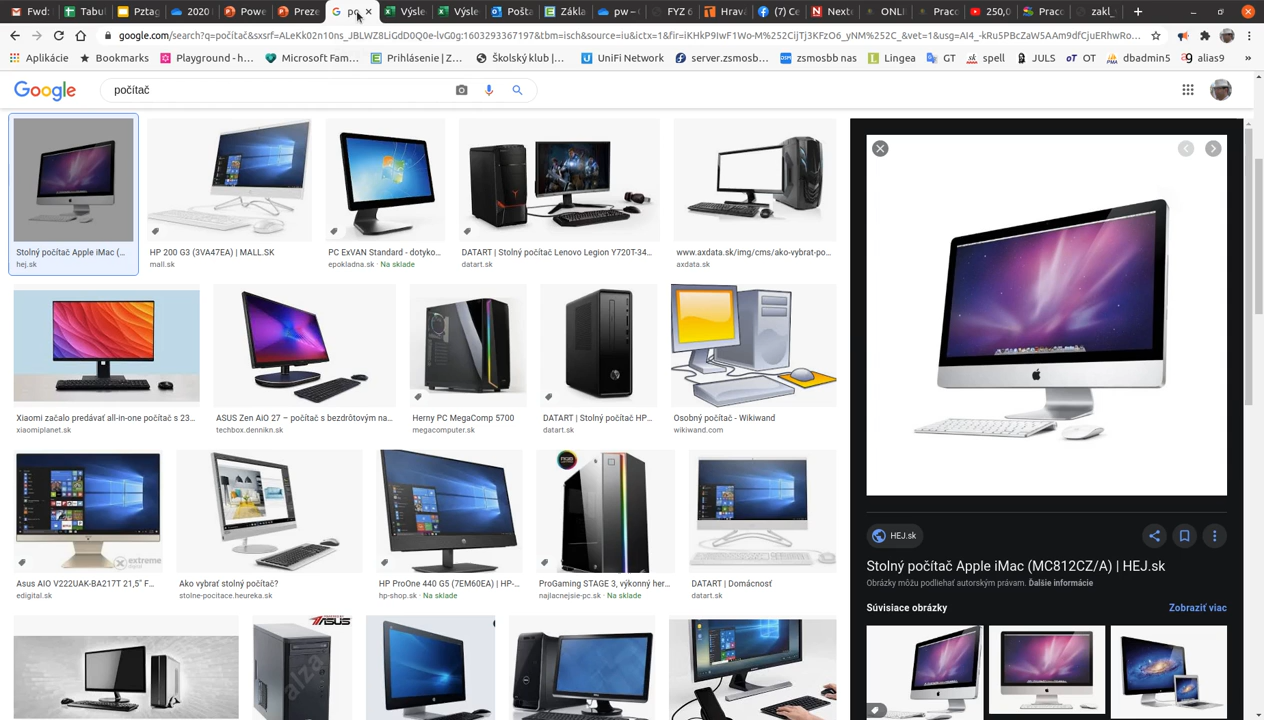 Fwd:
Tabul
Pztag
2020
Powe
Preze
po
Výsle
Výsle
Pošta
Zákla
pw –
FYZ 6
Hrav
(7) Ce
Nexte
ONLI
Praco
250,0
Praco
zakl_
google.com/search?q=počítač&sxsrf=ALeKk02n10ns_JBLWZ8LiGdD0Q0e-lvG0g:1603293367197&tbm=isch&source=iu&ictx=1&fir=iKHkP9IwF1Wo-M%252CijTj3KFzO6_yNM%252C_&vet=1&usg=AI4_-kRu5PBcZaV5AAm9dfCjuERhwRo...
Aplikácie
Bookmarks
Playground - h...
Microsoft Fam...
Prihlásenie | Z...
Školský klub |...
UniFi Network
server.zsmosb...
zsmosbb nas
Lingea
GT
spell
JULS
OT
dbadmin5
alias9
Google
počítač
Stolný počítač Apple iMac (...
hej.sk
HP 200 G3 (3VA47EA) | MALL.SK
mall.sk
PC ExVAN Standard - dotyko...
epokladna.sk · Na sklade
DATART | Stolný počítač Lenovo Legion Y720T-34...
datart.sk
www.axdata.sk/img/cms/ako-vybrat-po...
axdata.sk
Xiaomi začalo predávať all-in-one počítač s 23...
xiaomiplanet.sk
ASUS Zen AiO 27 – počítač s bezdrôtovým na...
techbox.dennikn.sk
Herny PC MegaComp 5700
megacomputer.sk
DATART | Stolný počítač HP...
datart.sk
Osobný počítač - Wikiwand
wikiwand.com
extreme
Asus AIO V222UAK-BA217T 21,5" F...
edigital.sk
Ako vybrať stolný počítač?
stolne-pocitace.heureka.sk
HP ProOne 440 G5 (7EM60EA) | HP-...
hp-shop.sk · Na sklade
RGB
ProGaming STAGE 3, výkonný her...
najlacnejsie-pc.sk · Na sklade
DATART | Domácnosť
datart.sk
ASUS
alza
HEJ.sk
Stolný počítač Apple iMac (MC812CZ/A) | HEJ.sk
Obrázky môžu podliehať autorským právam. Ďalšie informácie
Súvisiace obrázky
Zobraziť viac